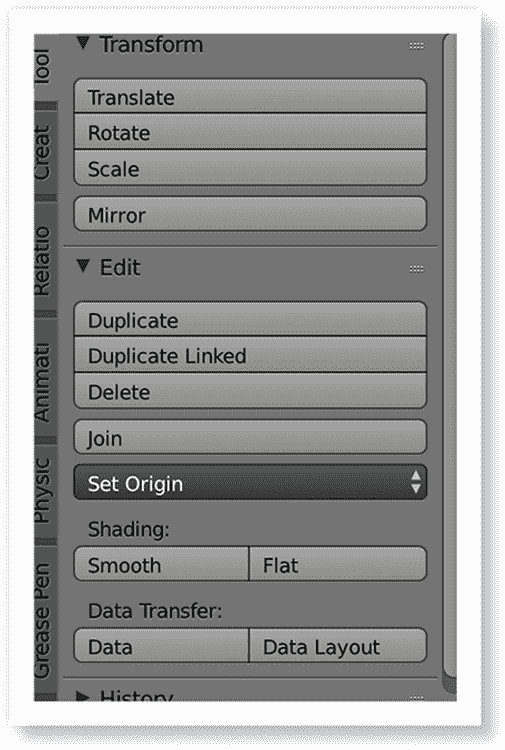 Transform
Translate
Rotate
Scale
Mirror
Edit
Duplicate
Duplicate Linked
Delete
Join
Set Origin
Shading:
Smooth Flat
Data Transfer:
Data Data Layout
History
Tool
Creat
Relatio
Animati
Physic
Grease Pen